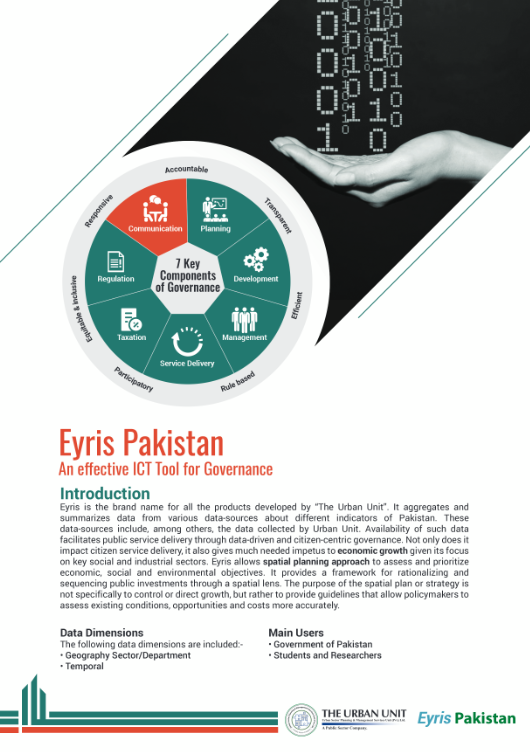 Accountable
Responsive
Transparent
Communication
Planning
7 Key
Components
of Governance
Regulation
Development
Equitable & Inclusive
Efficient
Taxation
Management
Service Delivery
Participatory
Rule based
Eyris Pakistan
An effective ICT Tool for Governance
Introduction
Eyris is the brand name for all the products developed by “The Urban Unit”. It aggregates and
summarizes data from various data-sources about different indicators of Pakistan. These
data-sources include, among others, the data collected by Urban Unit. Availability of such data
facilitates public service delivery through data-driven and citizen-centric governance. Not only does it
impact citizen service delivery, it also gives much needed impetus to economic growth given its focus
on key social and industrial sectors. Eyris allows spatial planning approach to assess and prioritize
economic, social and environmental objectives. It provides a framework for rationalizing and
sequencing public investments through a spatial lens. The purpose of the spatial plan or strategy is
not specifically to control or direct growth, but rather to provide guidelines that allow policymakers to
assess existing conditions, opportunities and costs more accurately.
Data Dimensions
The following data dimensions are included:-
• Geography Sector/Department
• Temporal
Main Users
• Government of Pakistan
• Students and Researchers
THE URBAN UNIT
Urban Sector Planning & Management Services Unit (Pvt.) Ltd.
A Public Sector Company
Eyris Pakistan